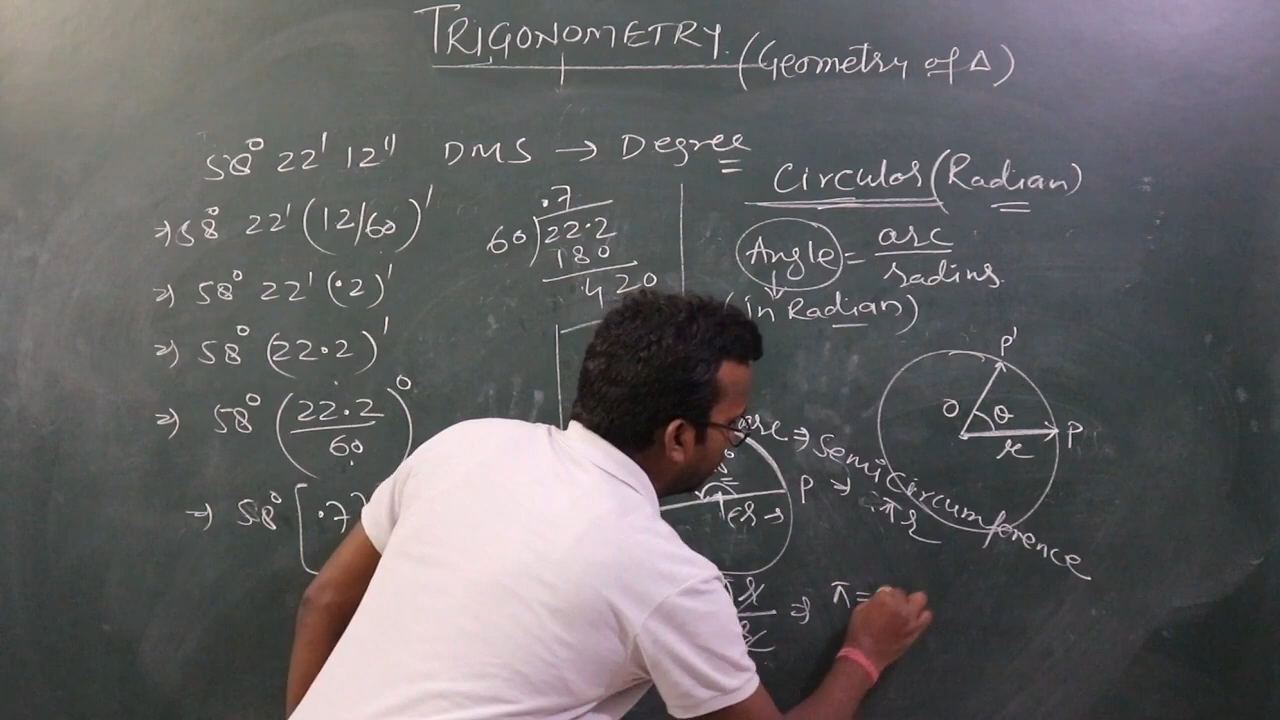 TRIGONOMETRY. (Geometry of Δ)
58° 22' 12" DMS → Degree
⇒ 58° 22' (12/60)'
⇒ 58° 22' (.2)'
⇒ 58° (22.2)'
⇒ 58° (22.2/60)°
⇒ 58° [.7
.7
60)22.2
180
420
Circular (Radian)
Angle = arc/radius
(in Radian)
P'
O θ
r P
arc ⇒ semicircumference
P ⇒ πr
⇒ π =